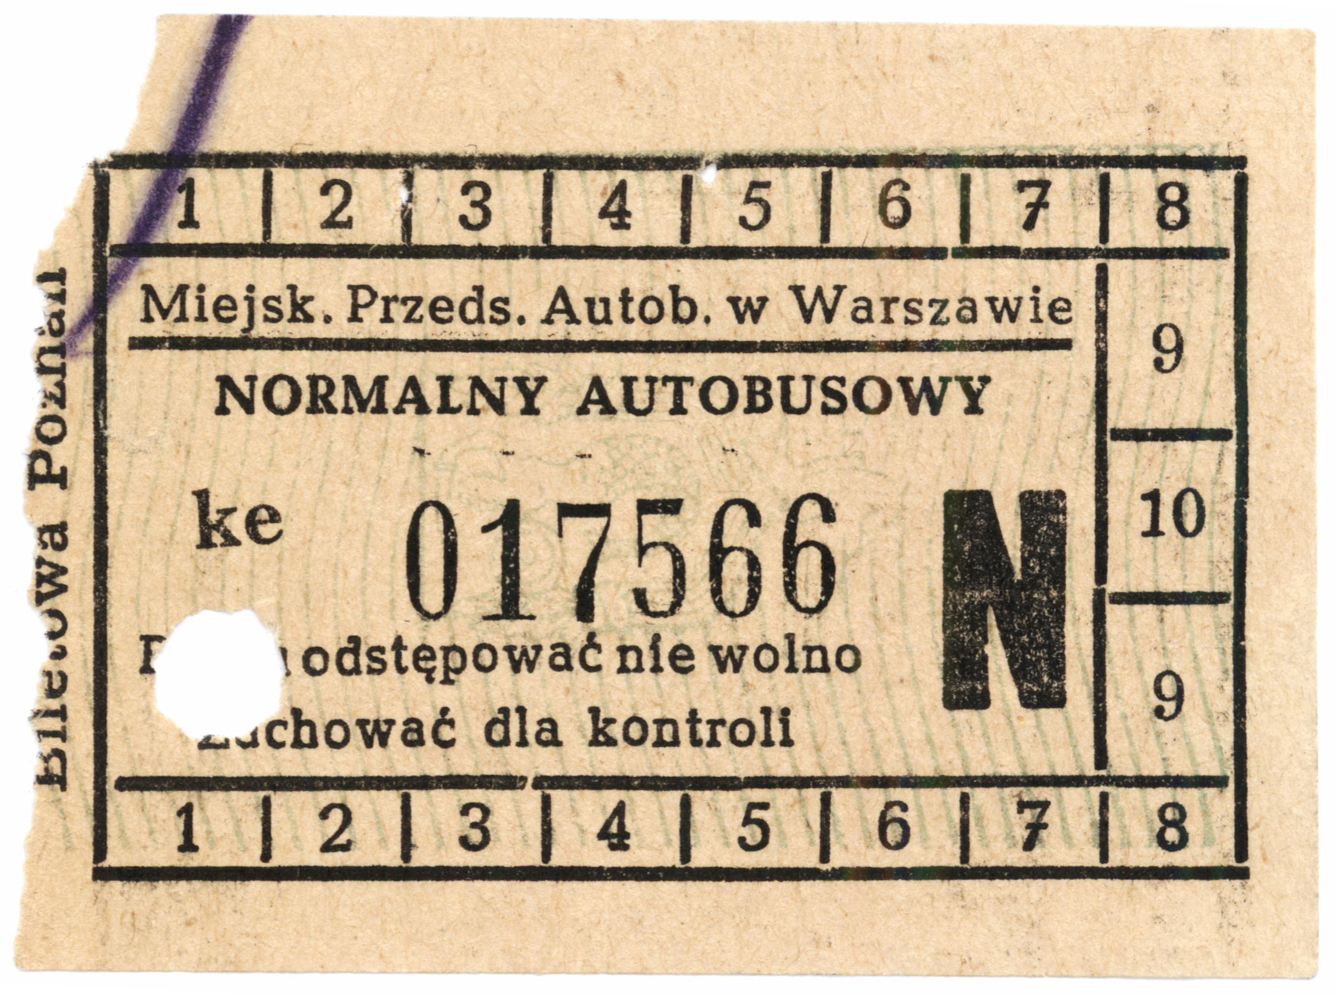 1 2 3 4 5 6 7 8
Miejsk. Przeds. Autob. w Warszawie
9
NORMALNY AUTOBUSOWY
ke 017566 N
10
odstępować nie wolno
Zachować dla kontroli
9
1 2 3 4 5 6 7 8
Biletowa Poznań